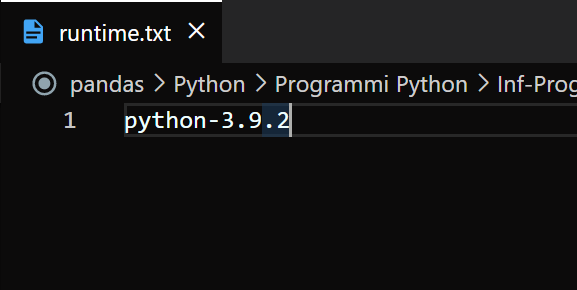 runtime.txt
pandas > Python > Programmi Python > Inf-Prog
1 python-3.9.2